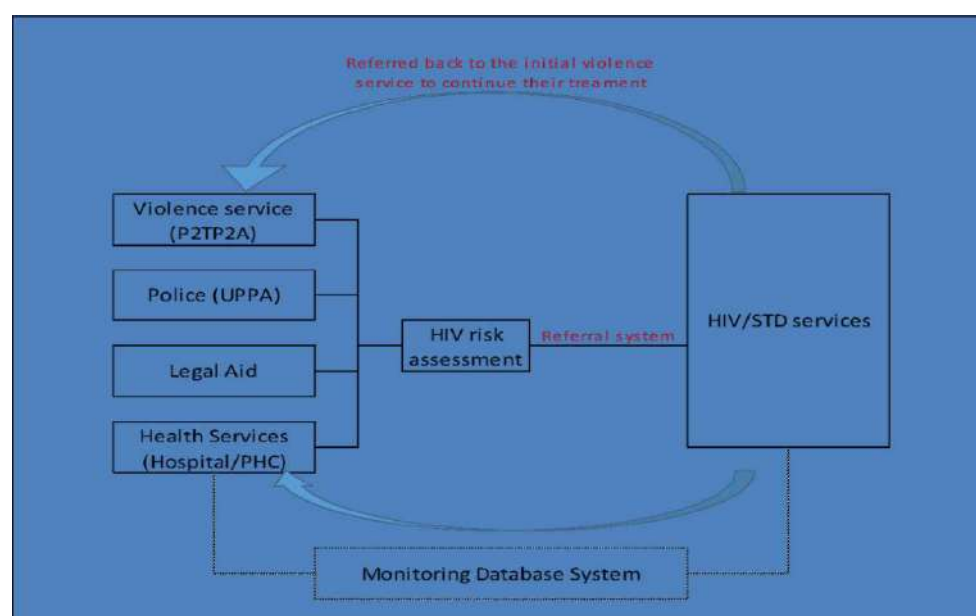 Referred back to the initial violence
service to continue their treament
Violence service
(P2TP2A)
Police (UPPA)
Legal Aid
Health Services
(Hospital/PHC)
HIV risk
assessment
Referral system
HIV/STD services
Monitoring Database System